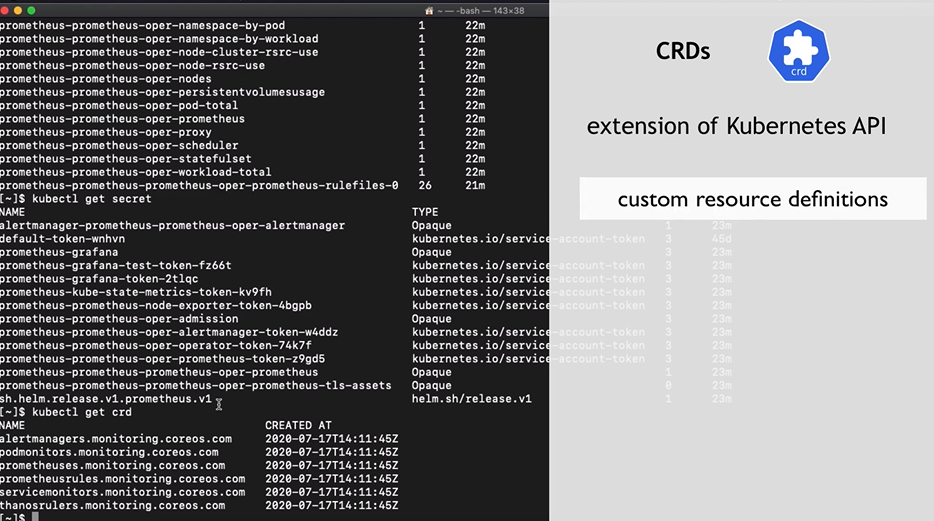 ~ — -bash — 143×38
prometheus-prometheus-oper-namespace-by-pod 1 22m
prometheus-prometheus-oper-namespace-by-workload 1 22m
prometheus-prometheus-oper-node-cluster-rsrc-use 1 22m
prometheus-prometheus-oper-node-rsrc-use 1 22m
prometheus-prometheus-oper-nodes 1 22m
prometheus-prometheus-oper-persistentvolumesusage 1 22m
prometheus-prometheus-oper-pod-total 1 22m
prometheus-prometheus-oper-prometheus 1 22m
prometheus-prometheus-oper-proxy 1 22m
prometheus-prometheus-oper-scheduler 1 22m
prometheus-prometheus-oper-statefulset 1 22m
prometheus-prometheus-oper-workload-total 1 22m
prometheus-prometheus-prometheus-oper-prometheus-rulefiles-0 26 21m
[~]$ kubectl get secret
NAME TYPE
alertmanager-prometheus-prometheus-oper-alertmanager Opaque 1 23m
default-token-wnhvn kubernetes.io/service-account-token 3 45d
prometheus-grafana Opaque 3 23m
prometheus-grafana-test-token-fz66t kubernetes.io/service-account-token 3 23m
prometheus-grafana-token-2tlqc kubernetes.io/service-account-token 3 23m
prometheus-kube-state-metrics-token-kv9fh kubernetes.io/service-account-token 3 23m
prometheus-prometheus-node-exporter-token-4bgpb kubernetes.io/service-account-token 3 23m
prometheus-prometheus-oper-admission Opaque 3 23m
prometheus-prometheus-oper-alertmanager-token-w4ddz kubernetes.io/service-account-token 3 23m
prometheus-prometheus-oper-operator-token-74k7f kubernetes.io/service-account-token 3 23m
prometheus-prometheus-oper-prometheus-token-z9gd5 kubernetes.io/service-account-token 3 23m
prometheus-prometheus-prometheus-oper-prometheus Opaque 1 23m
prometheus-prometheus-prometheus-oper-prometheus-tls-assets Opaque 0 23m
sh.helm.release.v1.prometheus.v1 helm.sh/release.v1 1 23m
[~]$ kubectl get crd
NAME CREATED AT
alertmanagers.monitoring.coreos.com 2020-07-17T14:11:45Z
podmonitors.monitoring.coreos.com 2020-07-17T14:11:45Z
prometheuses.monitoring.coreos.com 2020-07-17T14:11:45Z
prometheusrules.monitoring.coreos.com 2020-07-17T14:11:45Z
servicemonitors.monitoring.coreos.com 2020-07-17T14:11:45Z
thanosrulers.monitoring.coreos.com 2020-07-17T14:11:45Z
[~]$
CRDs
crd
extension of Kubernetes API
custom resource definitions